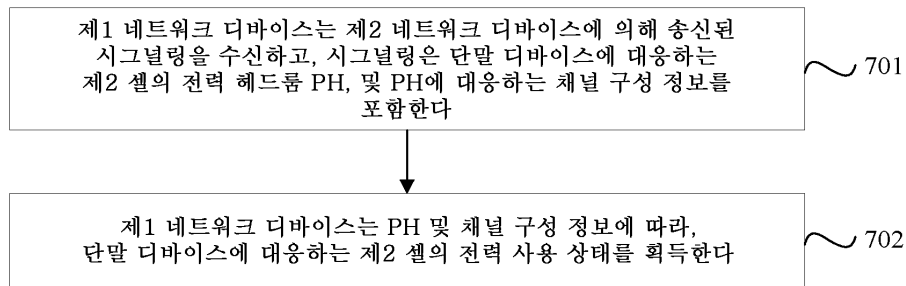 제1 네트워크 디바이스는 제2 네트워크 디바이스에 의해 송신된
시그널링을 수신하고, 시그널링은 단말 디바이스에 대응하는
제2 셀의 전력 헤드룸 PH, 및 PH에 대응하는 채널 구성 정보를
포함한다
701
제1 네트워크 디바이스는 PH 및 채널 구성 정보에 따라,
단말 디바이스에 대응하는 제2 셀의 전력 사용 상태를 획득한다
702